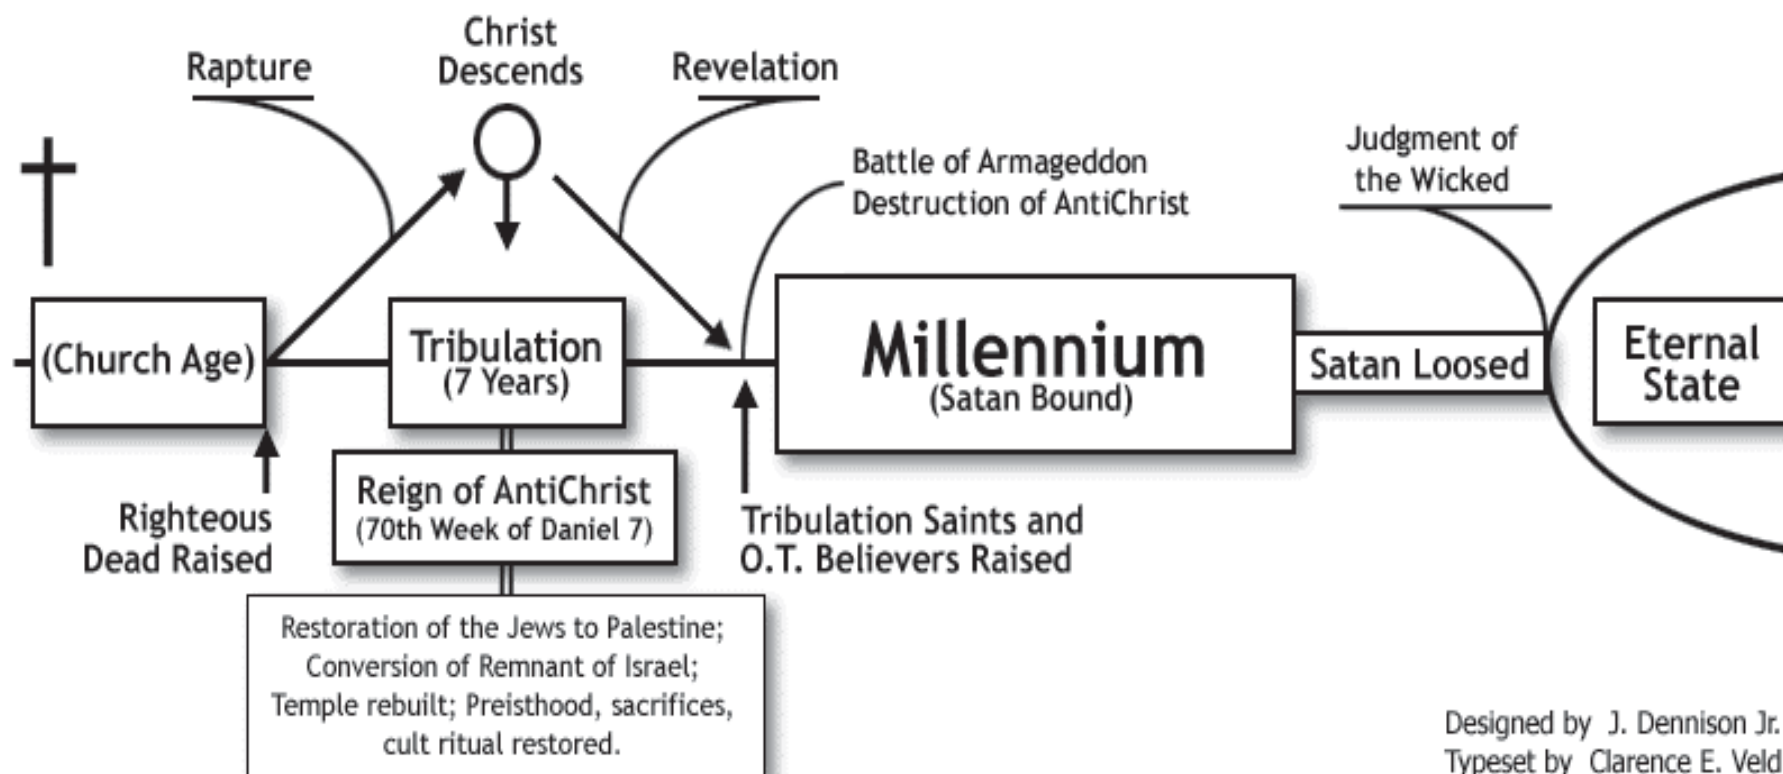 Christ
Descends
Rapture
Revelation
Battle of Armageddon
Destruction of AntiChrist
Judgment of
the Wicked
(Church Age)
Tribulation
(7 Years)
Millennium
(Satan Bound)
Satan Loosed
Eternal
State
Righteous
Dead Raised
Reign of AntiChrist
(70th Week of Daniel 7)
Tribulation Saints and
O.T. Believers Raised
Restoration of the Jews to Palestine;
Conversion of Remnant of Israel;
Temple rebuilt; Preisthood, sacrifices,
cult ritual restored.
Designed by J. Dennison Jr.
Typeset by Clarence E. Veld